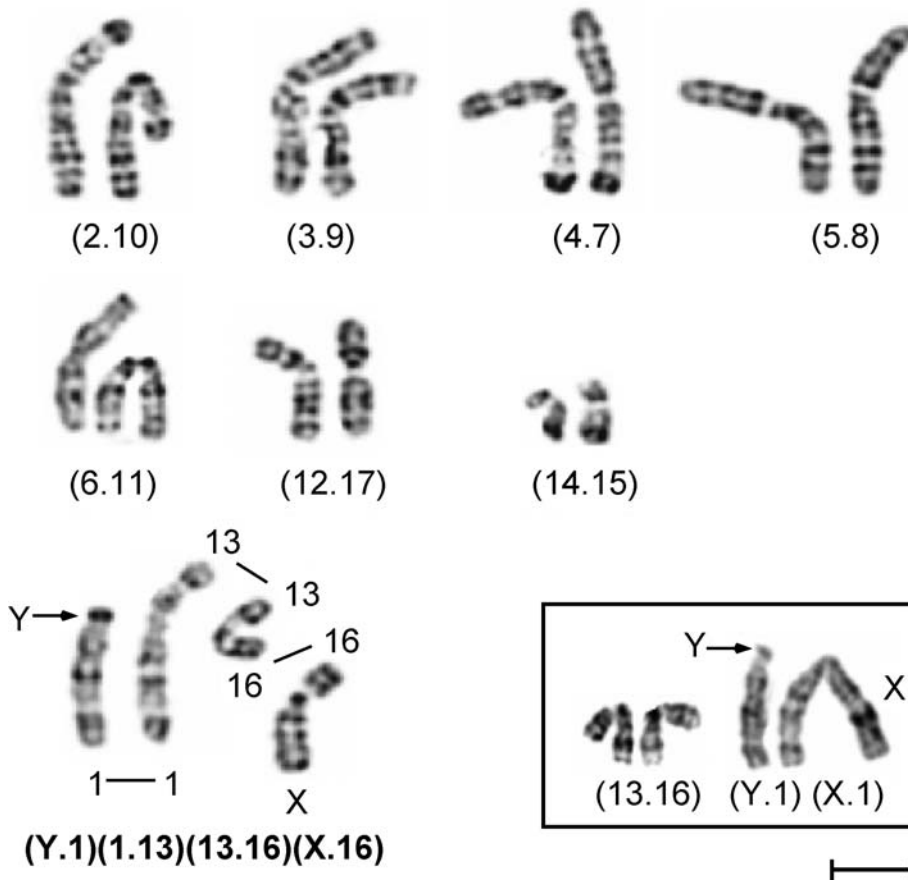 (2.10) (3.9) (4.7) (5.8)
(6.11) (12.17) (14.15)
13
13
Y
16
16
1 1
X
(Y.1)(1.13)(13.16)(X.16)
Y
X
(13.16) (Y.1) (X.1)